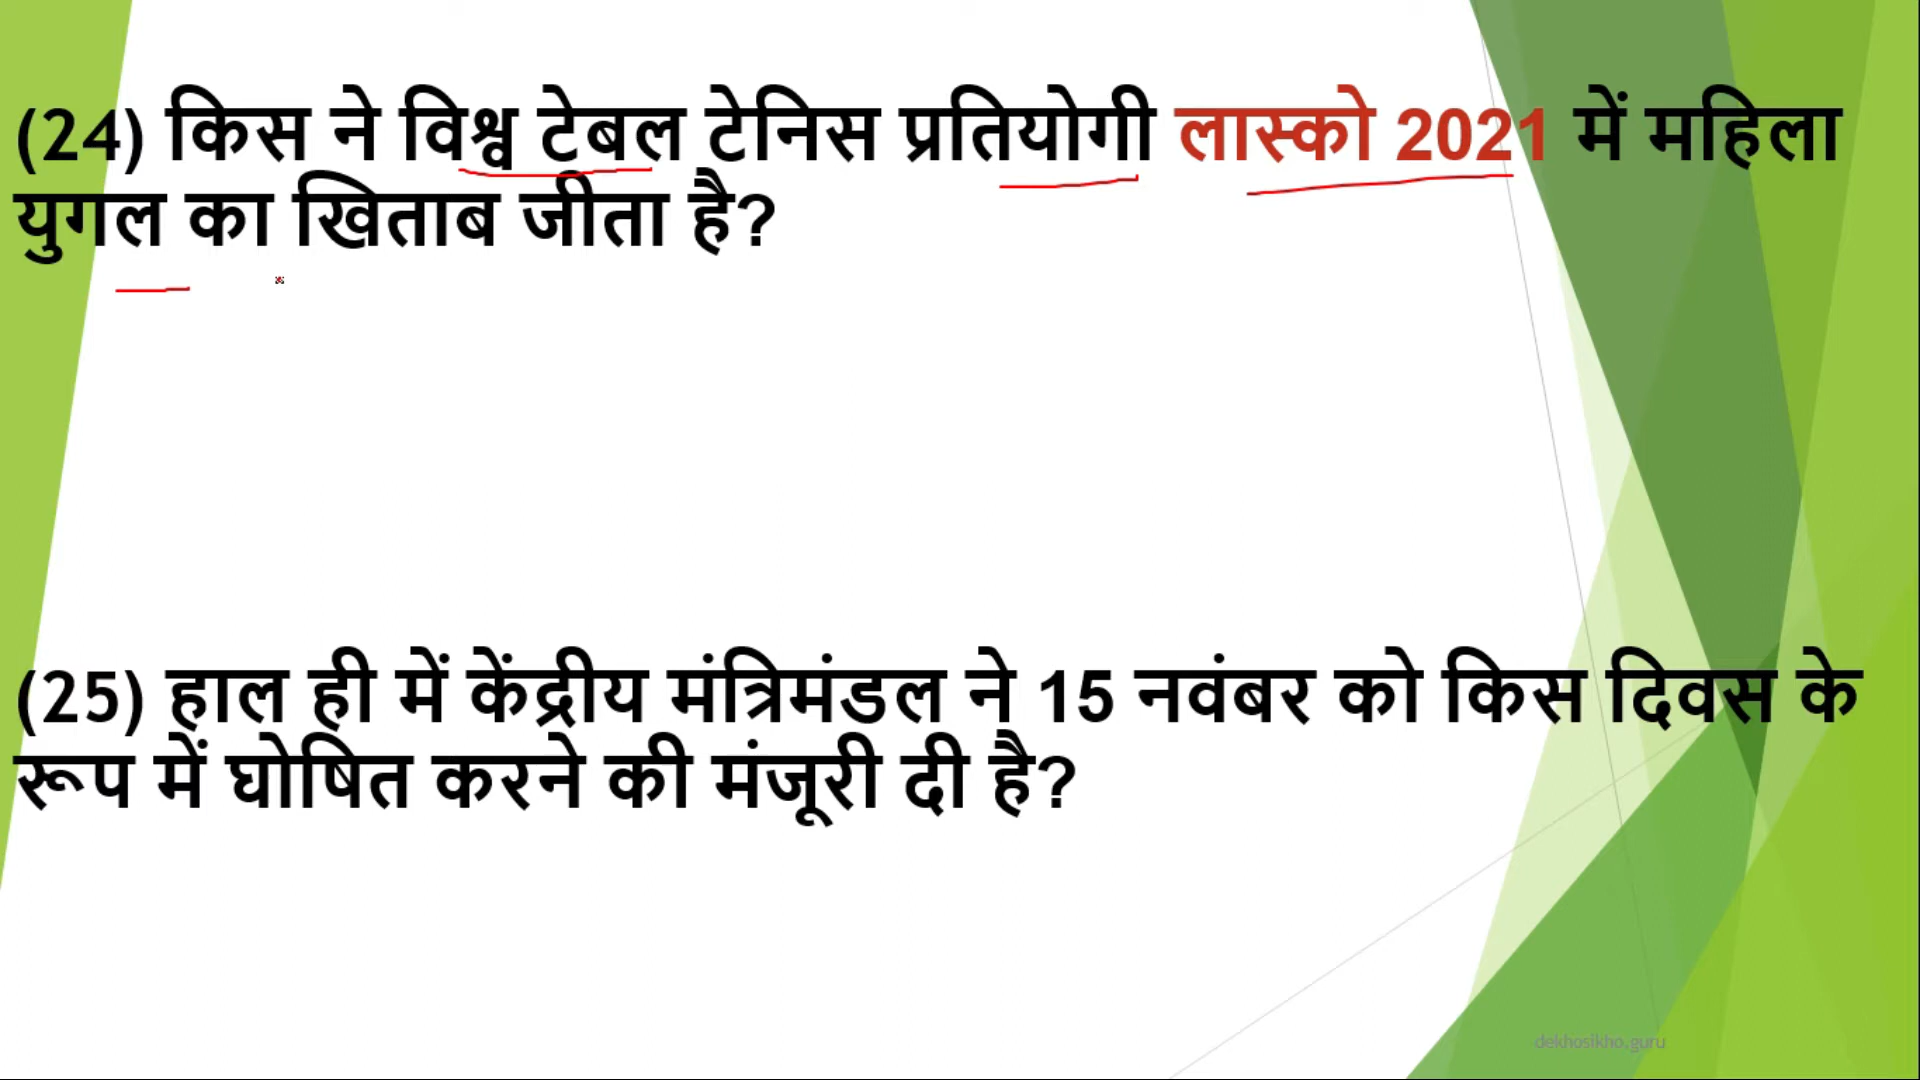 (24) किस ने विश्व टेबल टेनिस प्रतियोगी लास्को 2021 में महिला
युगल का खिताब जीता है?
(25) हाल ही में केंद्रीय मंत्रिमंडल ने 15 नवंबर को किस दिवस के
रूप में घोषित करने की मंजूरी दी है?
dekhosikho.guru